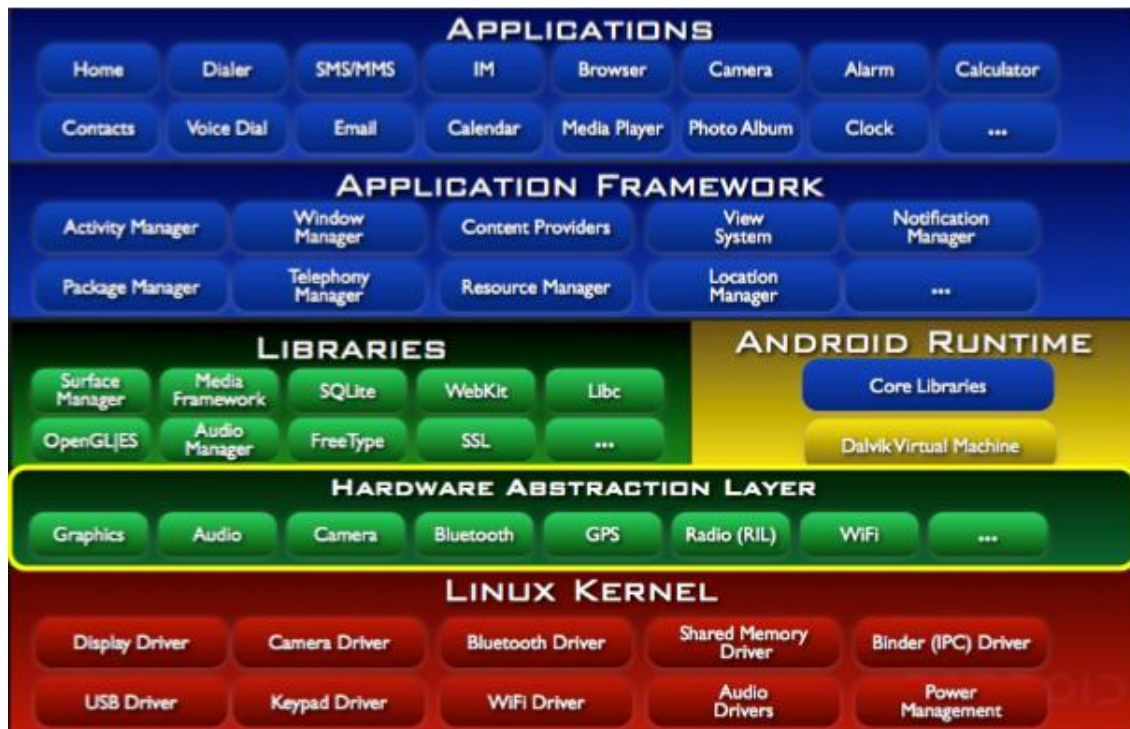 APPLICATIONS
Home Dialer SMS/MMS IM Browser Camera Alarm Calculator
Contacts Voice Dial Email Calendar Media Player Photo Album Clock ...
APPLICATION FRAMEWORK
Activity Manager
Window
Manager
Content Providers
View
System
Notification
Manager
Package Manager
Telephony
Manager
Resource Manager
Location
Manager
...
LIBRARIES
Surface
Manager
Media
Framework
SQLite
WebKit
Libc
OpenGL|ES
Audio
Manager
FreeType
SSL
...
ANDROID RUNTIME
Core Libraries
Dalvik Virtual Machine
HARDWARE ABSTRACTION LAYER
Graphics Audio Camera Bluetooth GPS Radio (RIL) WiFi ...
LINUX KERNEL
Display Driver
Camera Driver
Bluetooth Driver
Shared Memory
Driver
Binder (IPC) Driver
USB Driver
Keypad Driver
WiFi Driver
Audio
Drivers
Power
Management